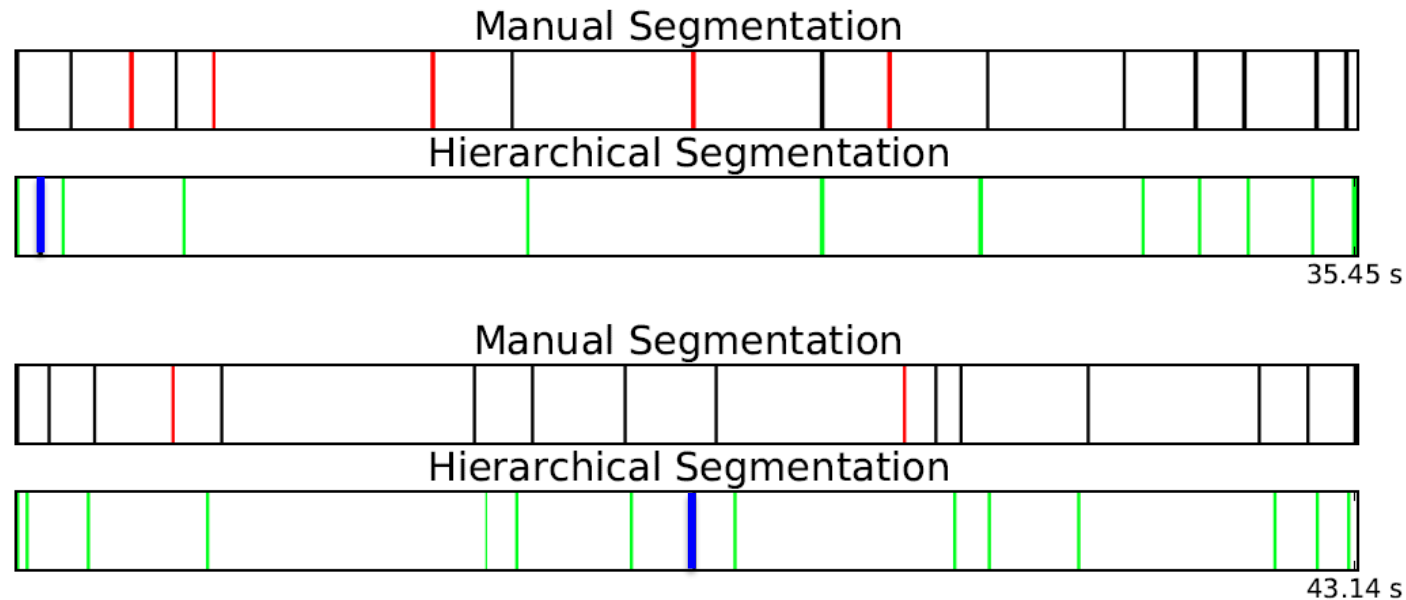 Manual Segmentation
Hierarchical Segmentation
35.45 s
Manual Segmentation
Hierarchical Segmentation
43.14 s